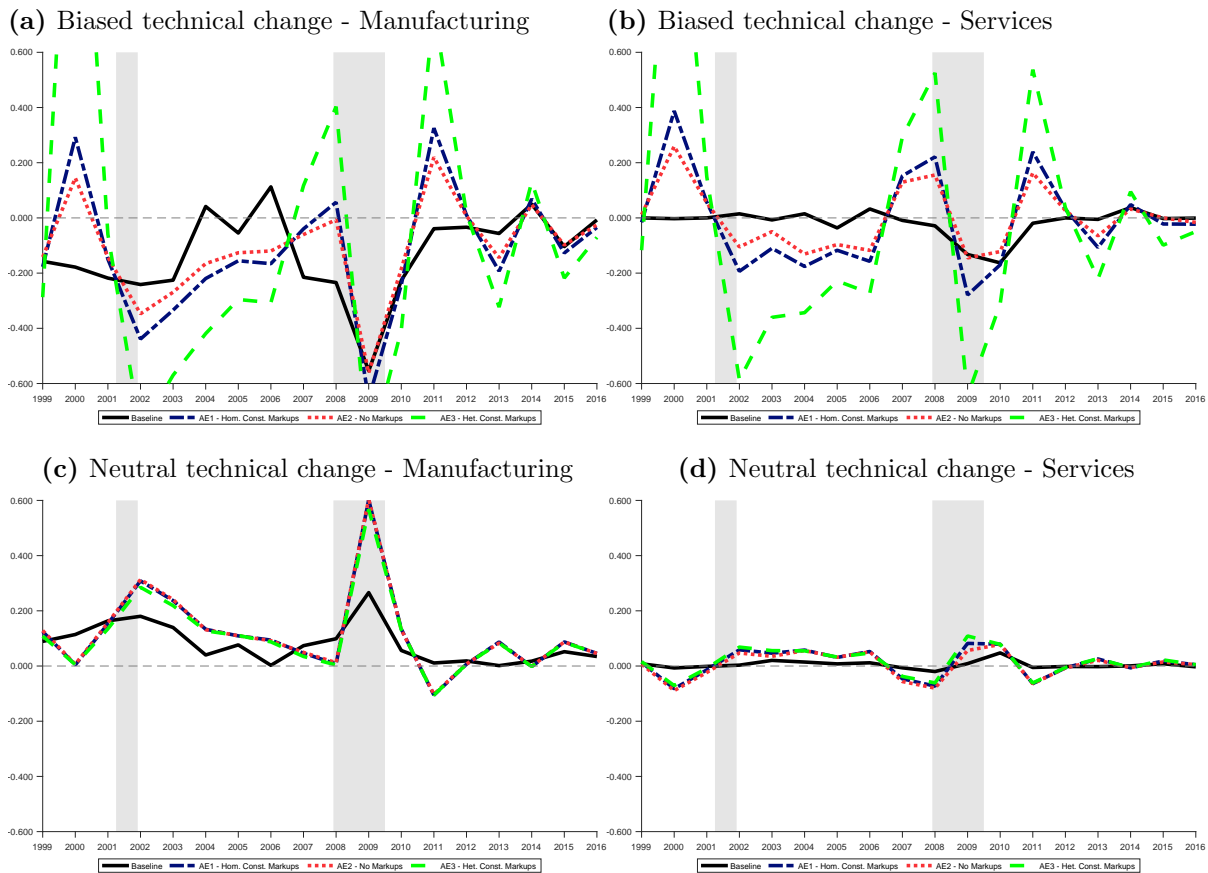 (a) Biased technical change - Manufacturing
0.600
0.400
0.200
0.000
-0.200
-0.400
-0.600
1999 2000 2001 2002 2003 2004 2005 2006 2007 2008 2009 2010 2011 2012 2013 2014 2015 2016
Baseline AE1 - Hom. Const. Markups AE2 - No Markups AE3 - Het. Const. Markups
(b) Biased technical change - Services
0.600
0.400
0.200
0.000
-0.200
-0.400
-0.600
1999 2000 2001 2002 2003 2004 2005 2006 2007 2008 2009 2010 2011 2012 2013 2014 2015 2016
Baseline AE1 - Hom. Const. Markups AE2 - No Markups AE3 - Het. Const. Markups
(c) Neutral technical change - Manufacturing
0.600
0.400
0.200
0.000
-0.200
-0.400
-0.600
1999 2000 2001 2002 2003 2004 2005 2006 2007 2008 2009 2010 2011 2012 2013 2014 2015 2016
Baseline AE1 - Hom. Const. Markups AE2 - No Markups AE3 - Het. Const. Markups
(d) Neutral technical change - Services
0.600
0.400
0.200
0.000
-0.200
-0.400
-0.600
1999 2000 2001 2002 2003 2004 2005 2006 2007 2008 2009 2010 2011 2012 2013 2014 2015 2016
Baseline AE1 - Hom. Const. Markups AE2 - No Markups AE3 - Het. Const. Markups